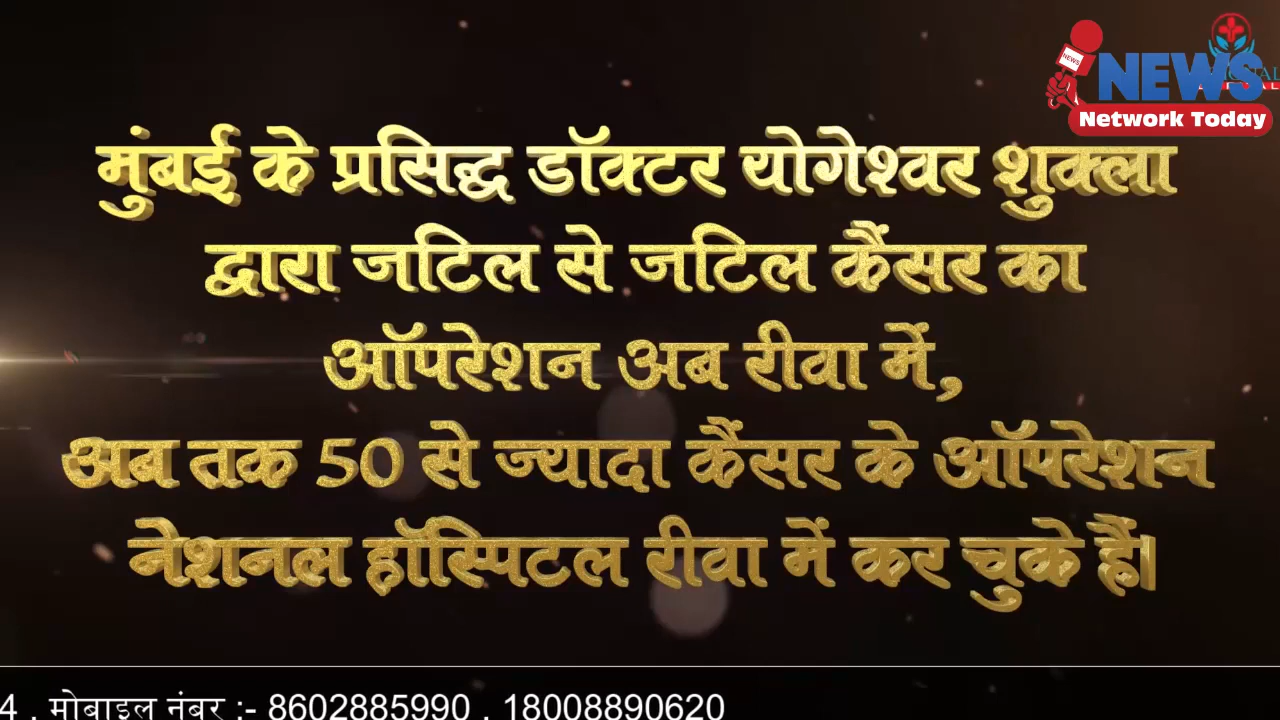 NEWS
NEWS
Network Today
मुंबई के प्रसिद्ध डॉक्टर योगेश्वर शुक्ला
द्वारा जटिल से जटिल कैंसर का
ऑपरेशन अब रीवा में,
अब तक 50 से ज्यादा कैंसर के ऑपरेशन
नेशनल हॉस्पिटल रीवा में कर चुके हैं।
4 , मोबाइल नंबर :- 8602885990 , 18008890620